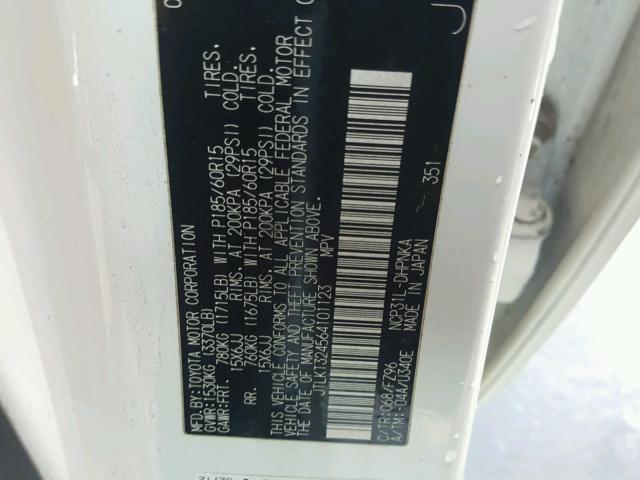 MFD.BY:TOYOTA MOTOR CORPORATION
GVWR:1530KG (3370LB)
GAWR:FRT. 780KG (1715LB) WITH P185/60R15 TIRES.
15X6JJ RIMS, AT 200KPA (29PSI) COLD.
RR. 760KG (1675LB) WITH P185/60R15 TIRES.
15X6JJ RIMS, AT 200KPA (29PSI) COLD.
THIS VEHICLE CONFORMS TO ALL APPLICABLE FEDERAL MOTOR
VEHICLE SAFETY AND THEFT PREVENTION STANDARDS IN EFFECT
ON THE DATE OF MANUFACTURE SHOWN ABOVE.
JTLKT324564101123 MPV
351
C/TR:068/FZ96 NCP31L-DHPNKA
A/TM:-04A/U340E MADE IN JAPAN
J